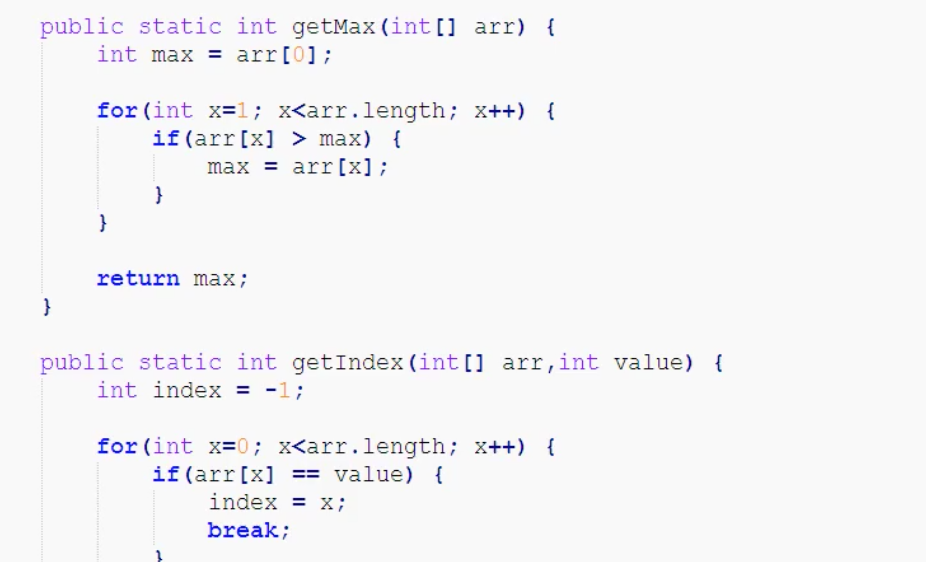 public static int getMax(int[] arr) {
    int max = arr[0];

    for(int x=1; x<arr.length; x++) {
        if(arr[x] > max) {
            max = arr[x];
        }
    }

    return max;
}

public static int getIndex(int[] arr,int value) {
    int index = -1;

    for(int x=0; x<arr.length; x++) {
        if(arr[x] == value) {
            index = x;
            break;
        }